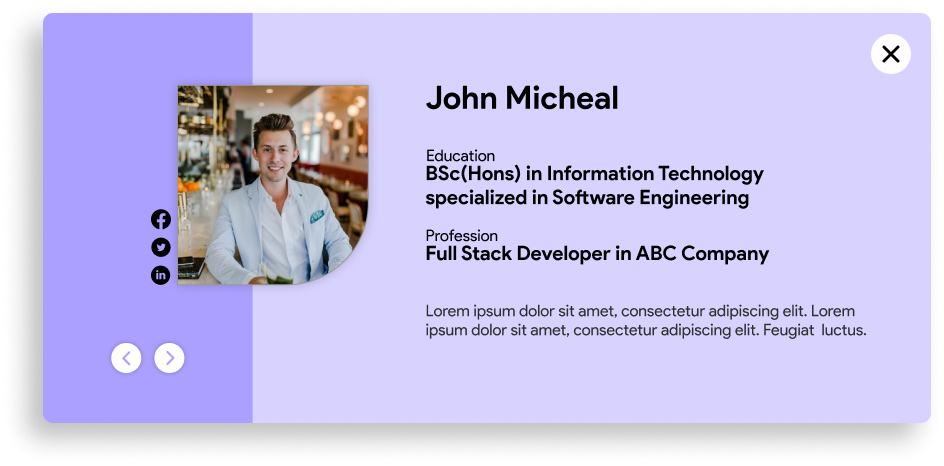 John Micheal
Education
BSc(Hons) in Information Technology
specialized in Software Engineering
Profession
Full Stack Developer in ABC Company
Lorem ipsum dolor sit amet, consectetur adipiscing elit. Lorem
ipsum dolor sit amet, consectetur adipiscing elit. Feugiat  luctus.
in